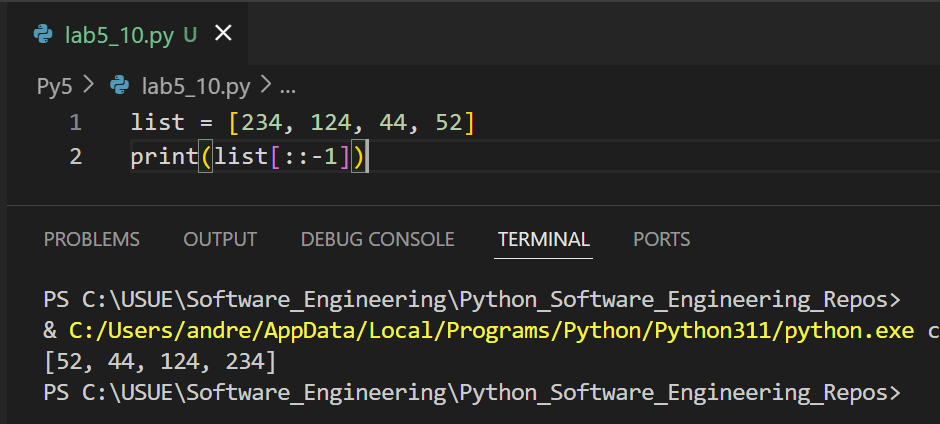 lab5_10.py U
Py5 > lab5_10.py > ...
1 list = [234, 124, 44, 52]
2 print(list[::-1])
PROBLEMS OUTPUT DEBUG CONSOLE TERMINAL PORTS
PS C:\USUE\Software_Engineering\Python_Software_Engineering_Repos>
& C:/Users/andre/AppData/Local/Programs/Python/Python311/python.exe c
[52, 44, 124, 234]
PS C:\USUE\Software_Engineering\Python_Software_Engineering_Repos>